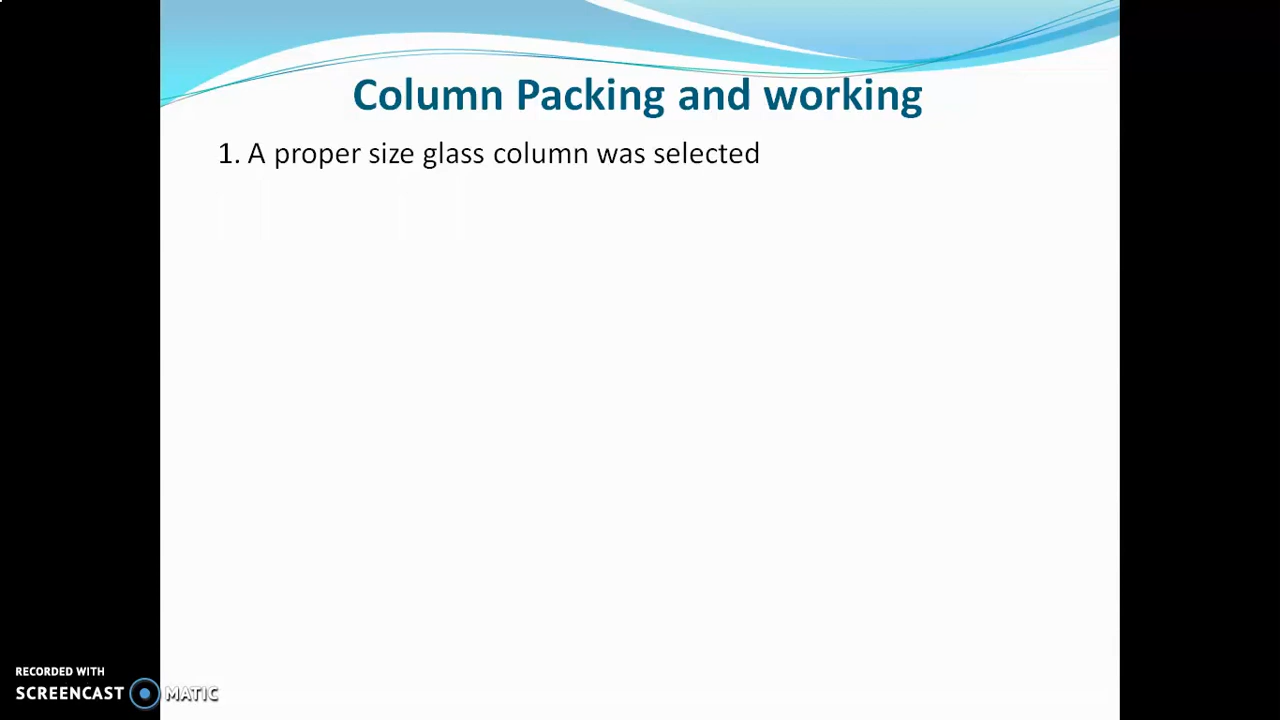 Column Packing and working
1. A proper size glass column was selected
RECORDED WITH
SCREENCAST MATIC